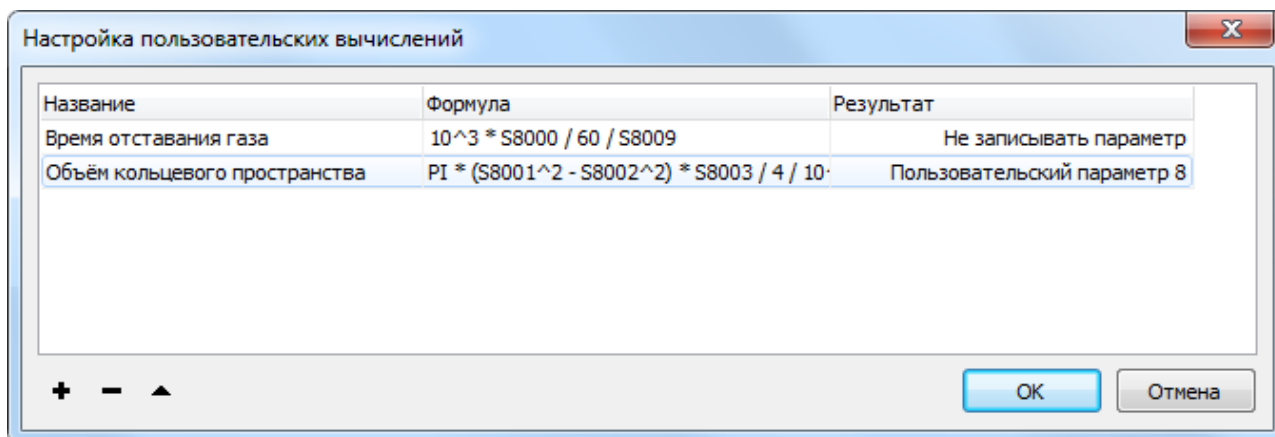 Настройка пользовательских вычислений
Название Формула Результат
Время отставания газа 10^3 * S8000 / 60 / S8009 Не записывать параметр
Объём кольцевого пространства PI * (S8001^2 - S8002^2) * S8003 / 4 / 10 Пользовательский параметр 8
OK Отмена